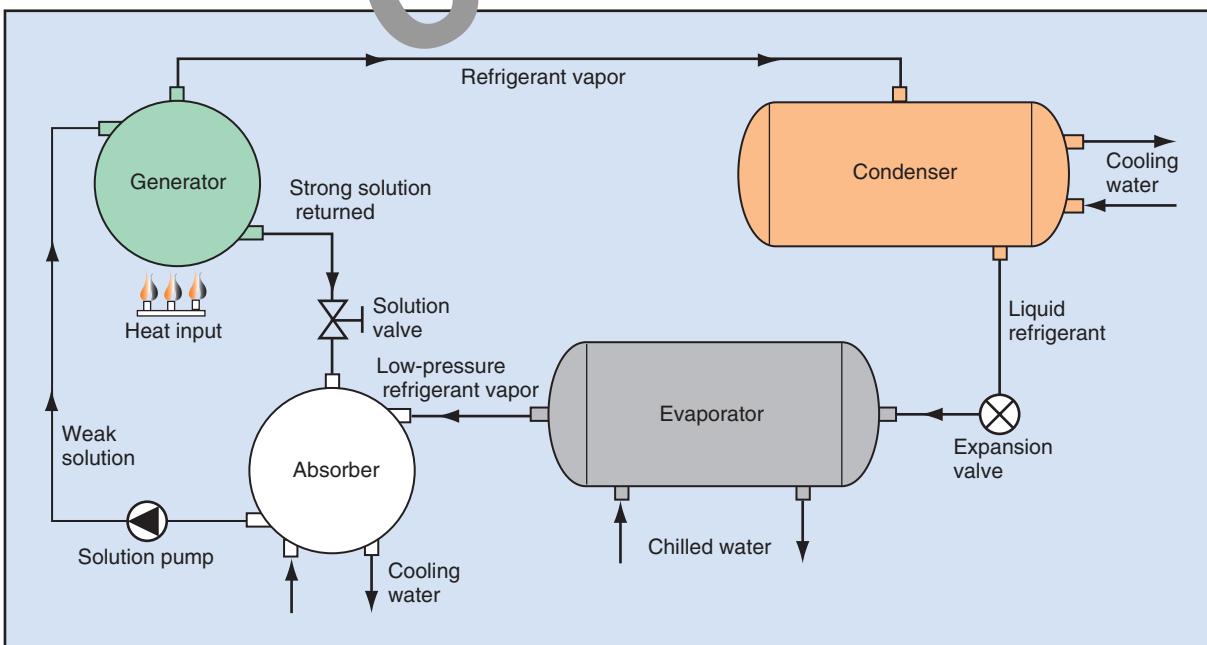 Refrigerant vapor
Generator
Condenser
Cooling
water
Strong solution
returned
Heat input
Solution
valve
Liquid
refrigerant
Low-pressure
refrigerant vapor
Evaporator
Expansion
valve
Weak
solution
Absorber
Solution pump
Cooling
water
Chilled water